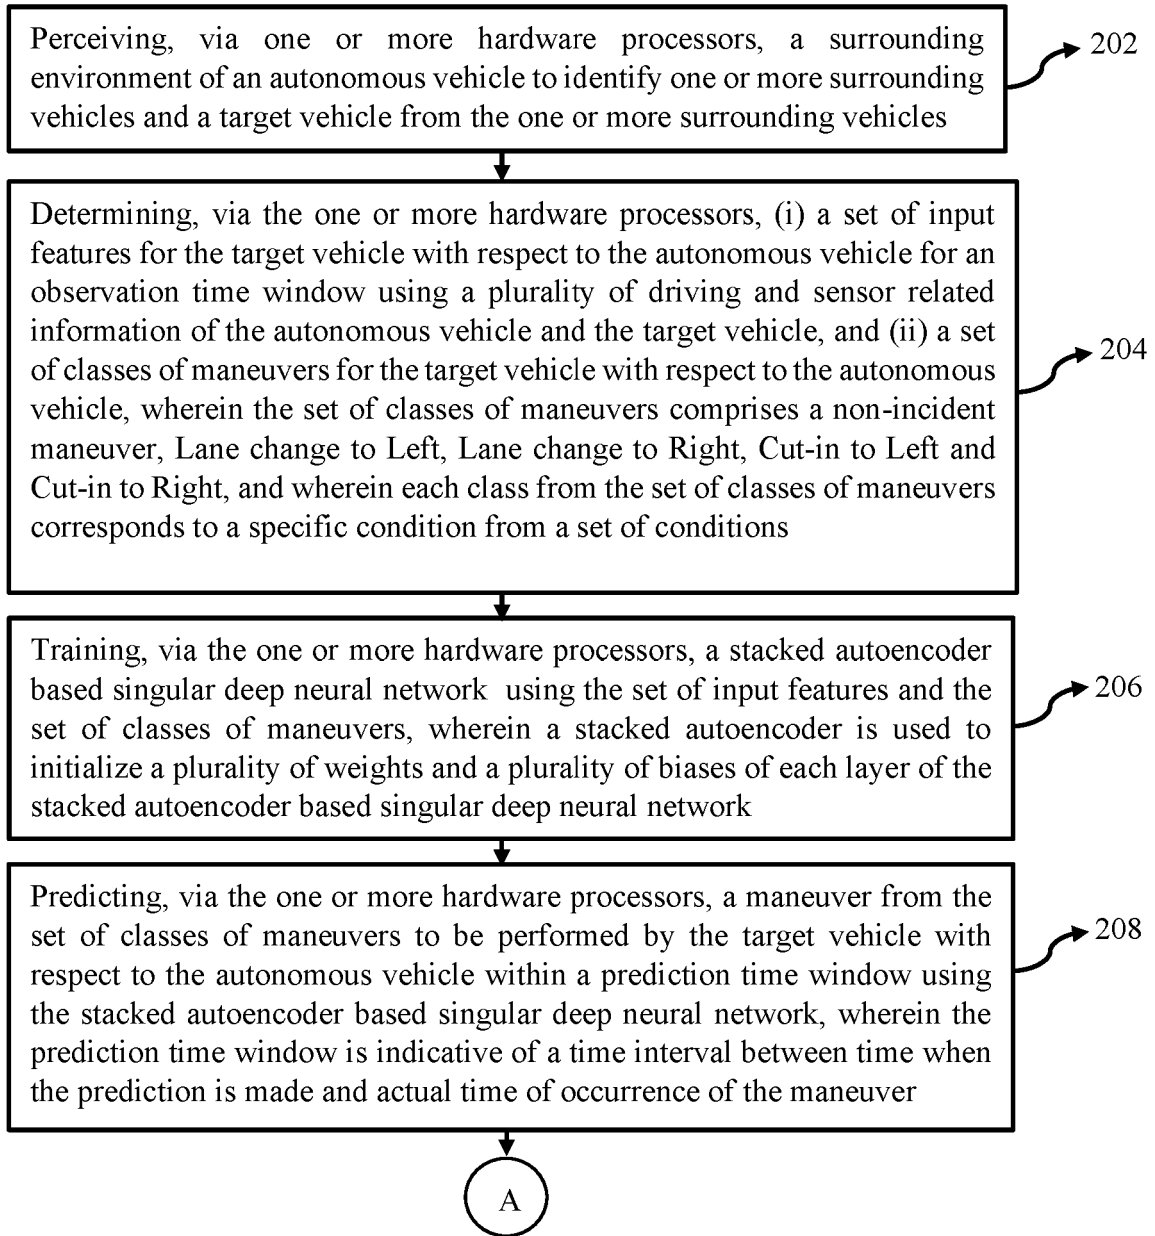 Perceiving, via one or more hardware processors, a surrounding
environment of an autonomous vehicle to identify one or more surrounding
vehicles and a target vehicle from the one or more surrounding vehicles
202
Determining, via the one or more hardware processors, (i) a set of input
features for the target vehicle with respect to the autonomous vehicle for an
observation time window using a plurality of driving and sensor related
information of the autonomous vehicle and the target vehicle, and (ii) a set
of classes of maneuvers for the target vehicle with respect to the autonomous
vehicle, wherein the set of classes of maneuvers comprises a non-incident
maneuver, Lane change to Left, Lane change to Right, Cut-in to Left and
Cut-in to Right, and wherein each class from the set of classes of maneuvers
corresponds to a specific condition from a set of conditions
204
Training, via the one or more hardware processors, a stacked autoencoder
based singular deep neural network using the set of input features and the
set of classes of maneuvers, wherein a stacked autoencoder is used to
initialize a plurality of weights and a plurality of biases of each layer of the
stacked autoencoder based singular deep neural network
206
Predicting, via the one or more hardware processors, a maneuver from the
set of classes of maneuvers to be performed by the target vehicle with
respect to the autonomous vehicle within a prediction time window using
the stacked autoencoder based singular deep neural network, wherein the
prediction time window is indicative of a time interval between time when
the prediction is made and actual time of occurrence of the maneuver
208
A